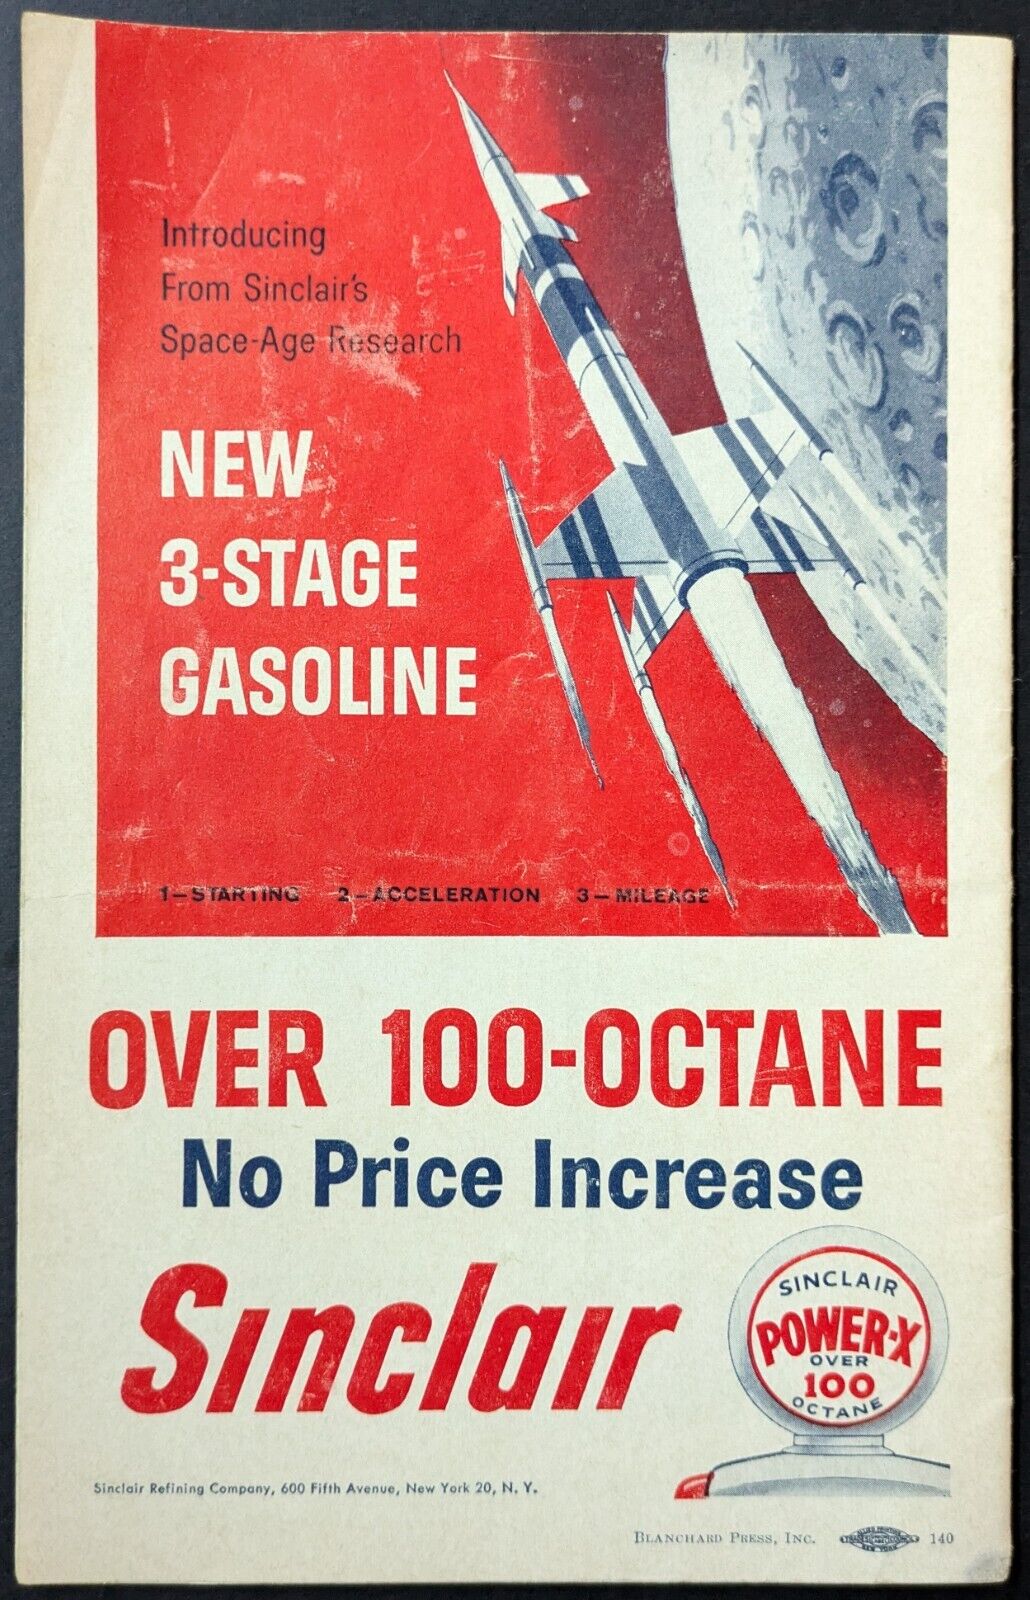 Introducing
From Sinclair's
Space-Age Research
NEW
3-STAGE
GASOLINE
1—STARTING 2—ACCELERATION 3—MILEAGE
OVER 100-OCTANE
No Price Increase
Sinclair
SINCLAIR
POWER-X
OVER
100
OCTANE
Sinclair Refining Company, 600 Fifth Avenue, New York 20, N. Y.
BLANCHARD PRESS, INC. 140